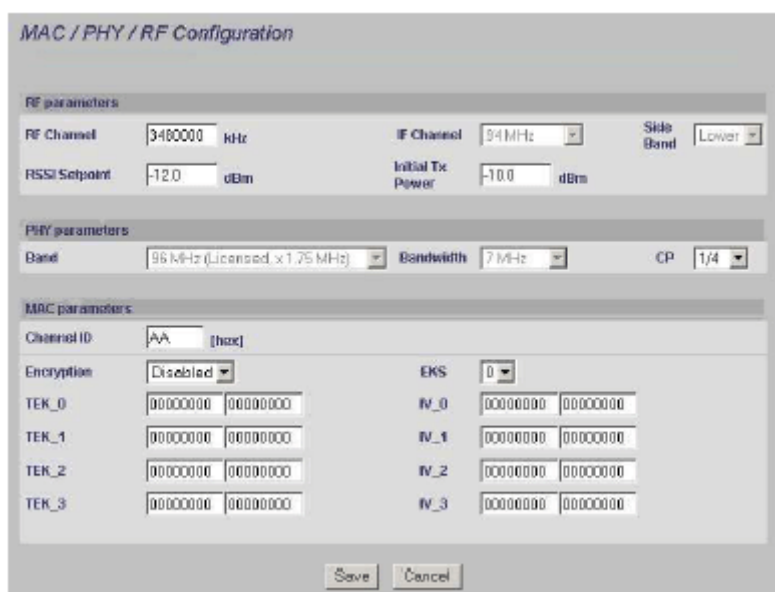 MAC / PHY / RF Configuration
RF parameters
RF Channel 3480000 kHz IF Channel 94 MHz Side Band Lower
RSSI Setpoint -12.0 dBm Initial Tx Power -10.0 dBm
PHY parameters
Band 96 MHz (Licensed, x 1.75 MHz) Bandwidth 7 MHz CP 1/4
MAC parameters
Channel ID AA [hex]
Encryption Disabled EKS 0
TEK_0 00000000 00000000 IV_0 00000000 00000000
TEK_1 00000000 00000000 IV_1 00000000 00000000
TEK_2 00000000 00000000 IV_2 00000000 00000000
TEK_3 00000000 00000000 IV_3 00000000 00000000
Save Cancel